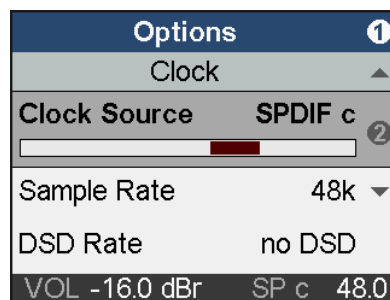 Options 1
Clock
Clock Source SPDIF c
2
Sample Rate 48k
DSD Rate no DSD
VOL -16.0 dBr SP c 48.0